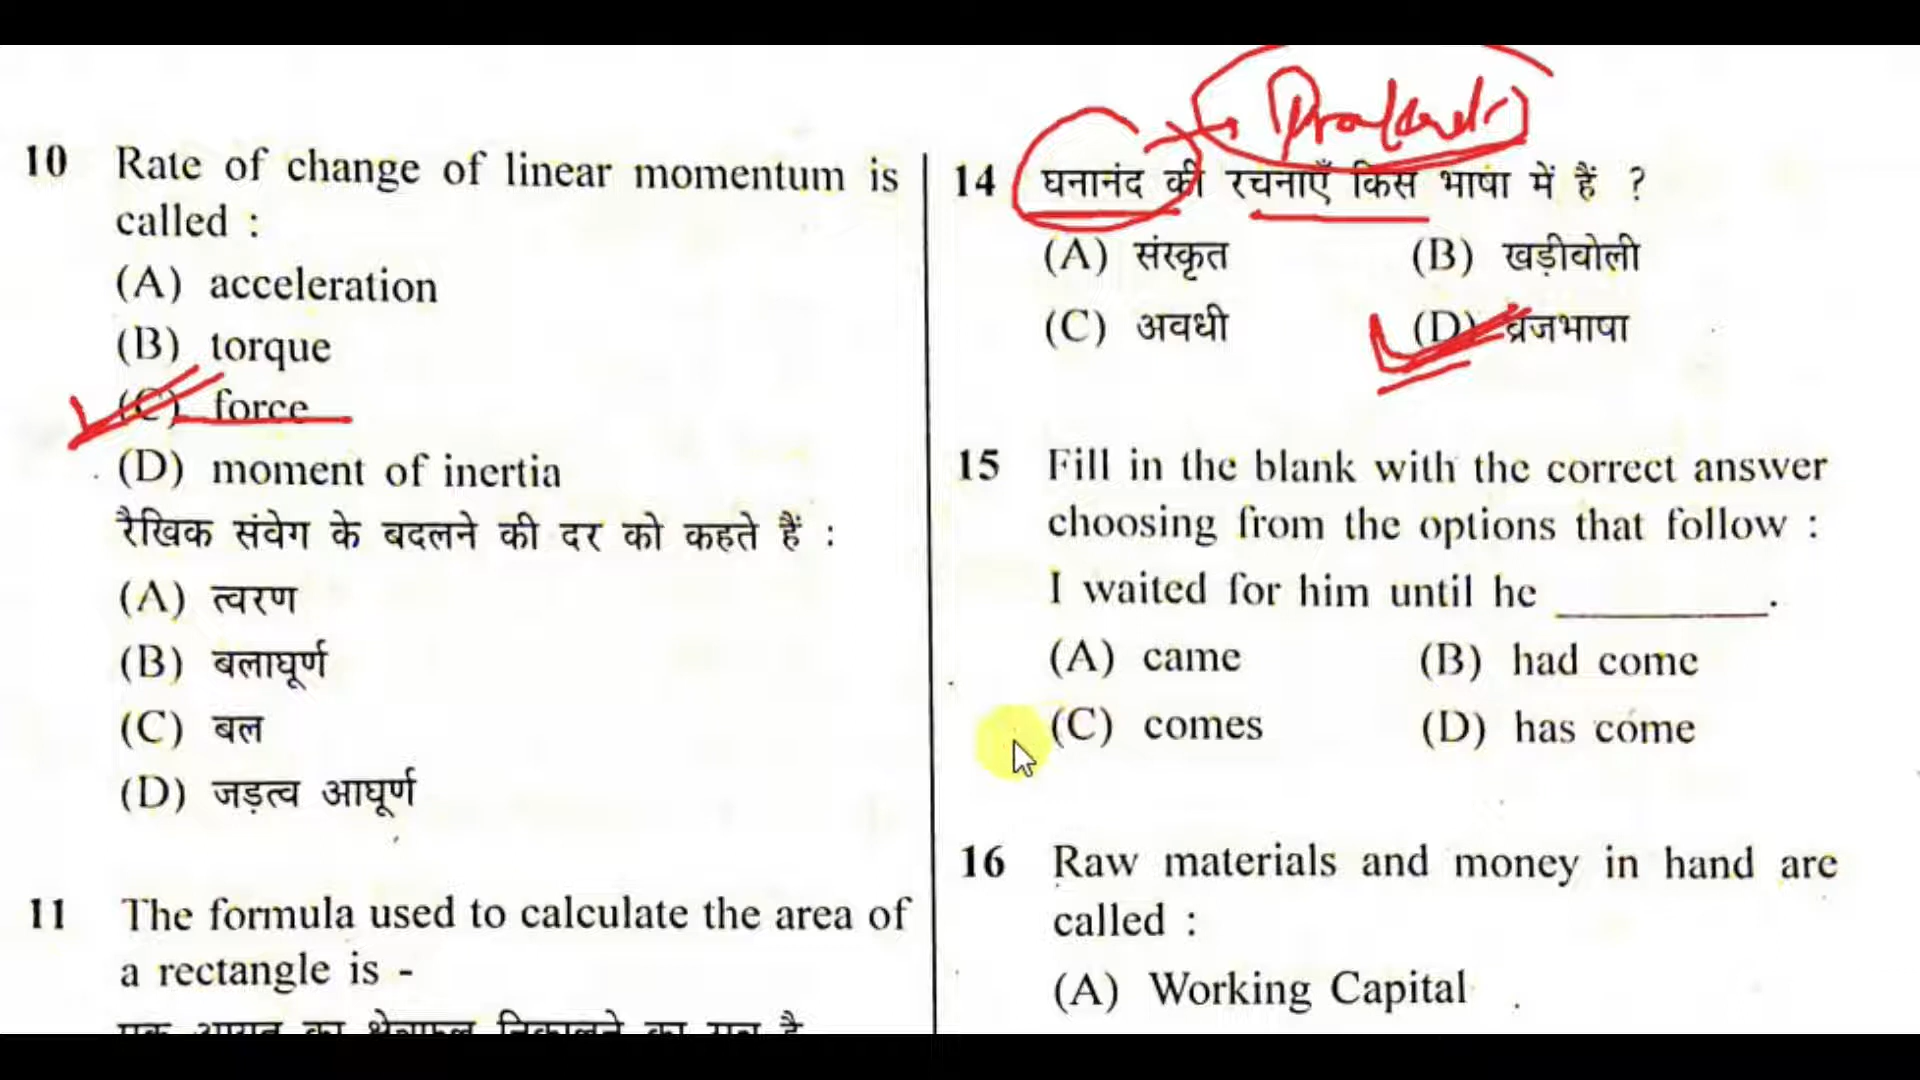 10 Rate of change of linear momentum is
called :
(A) acceleration
(B) torque
(C) force
(D) moment of inertia
रैखिक संवेग के बदलने की दर को कहते हैं :
(A) त्वरण
(B) बलाघूर्ण
(C) बल
(D) जड़त्व आघूर्ण
11 The formula used to calculate the area of
a rectangle is -
एक आयत का क्षेत्रफल निकालने का सूत्र है
14 घनानंद की रचनाएँ किस भाषा में हैं ?
(A) संस्कृत (B) खड़ीबोली
(C) अवधी (D) ब्रजभाषा
15 Fill in the blank with the correct answer
choosing from the options that follow :
I waited for him until he ________.
(A) came (B) had come
(C) comes (D) has come
16 Raw materials and money in hand are
called :
(A) Working Capital